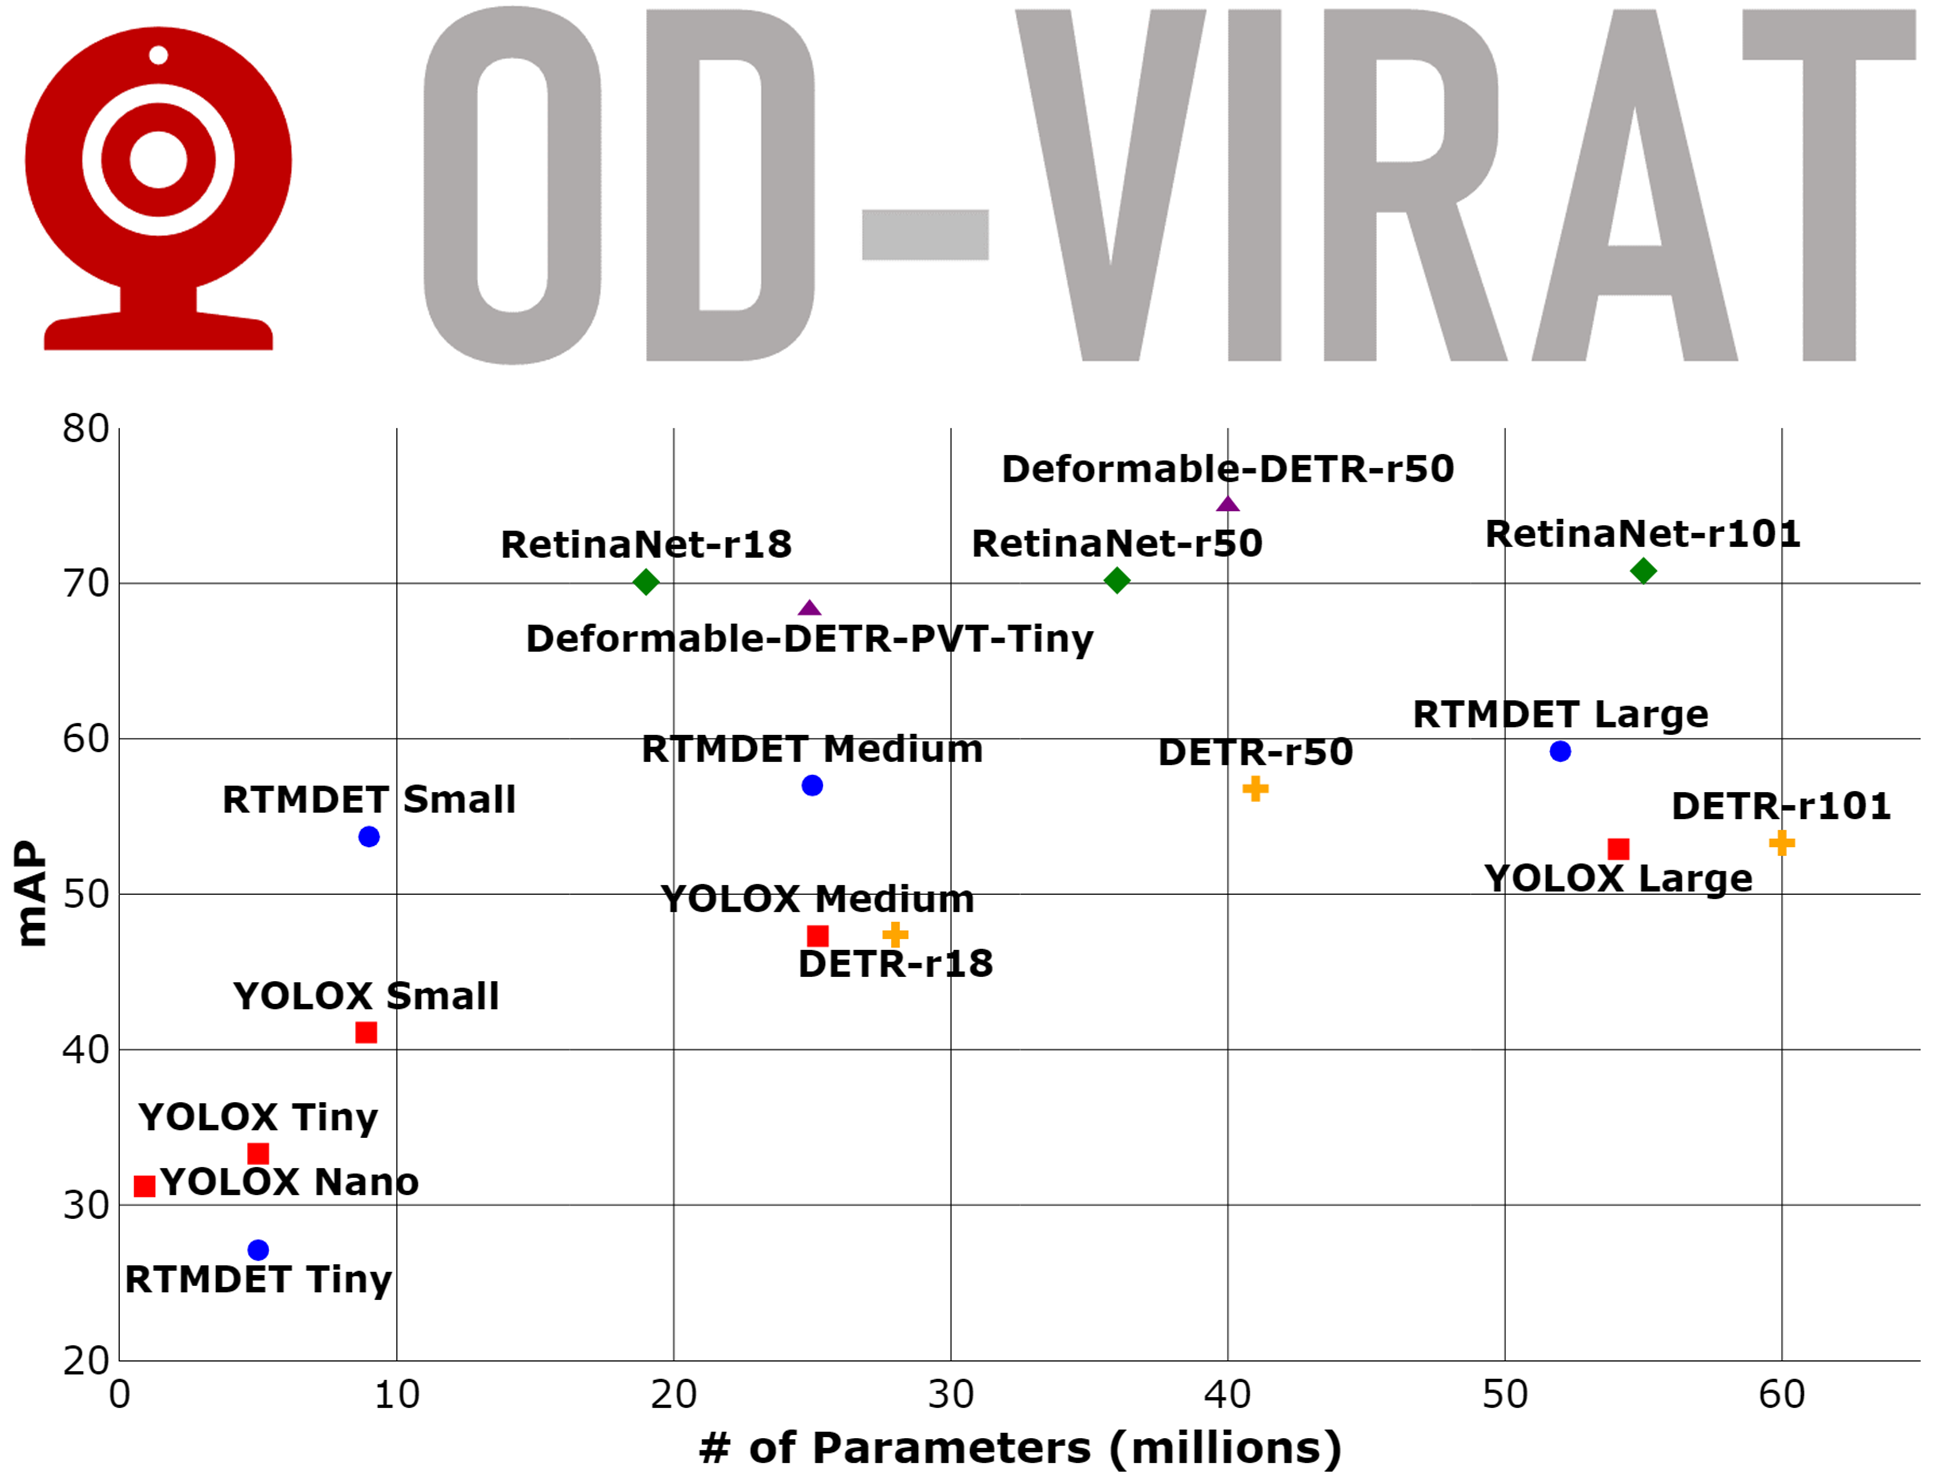 OD-VIRAT
80
Deformable-DETR-r50
RetinaNet-r101
RetinaNet-r18
RetinaNet-r50
70
Deformable-DETR-PVT-Tiny
RTMDET Large
60
RTMDET Medium
DETR-r50
RTMDET Small
DETR-r101
YOLOX Large
50
YOLOX Medium
mAP
DETR-r18
YOLOX Small
40
YOLOX Tiny
YOLOX Nano
30
RTMDET Tiny
20
0 10 20 30 40 50 60
# of Parameters (millions)